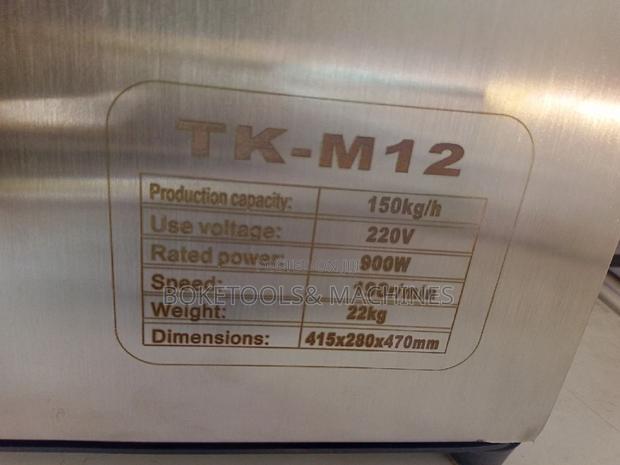 TK-M12
Production capacity: 150kg/h
Use voltage: 220V
Rated power: 900W
Speed:
BOKETOOLS& MACHINES
Weight: 22kg
Dimensions: 415x280x470mm